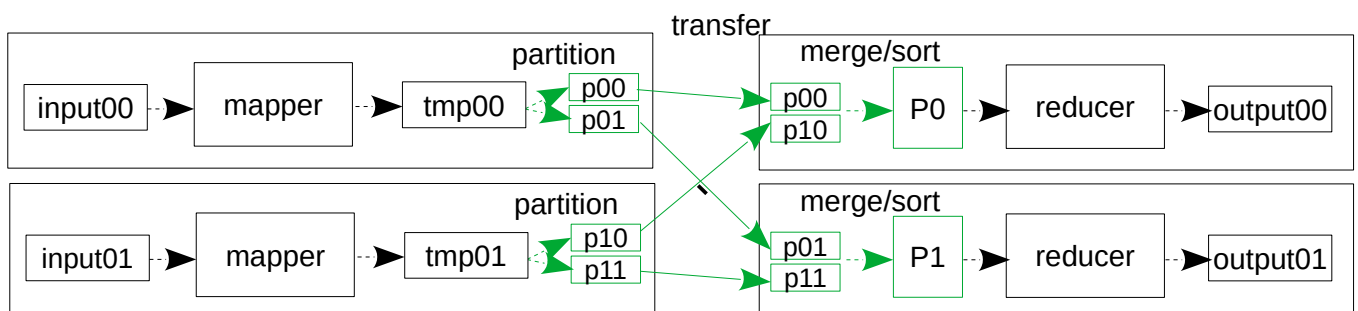 transfer
partition
input00
mapper
tmp00
p00
p01
merge/sort
p00
p10
P0
reducer
output00
partition
input01
mapper
tmp01
p10
p11
merge/sort
p01
p11
P1
reducer
output01